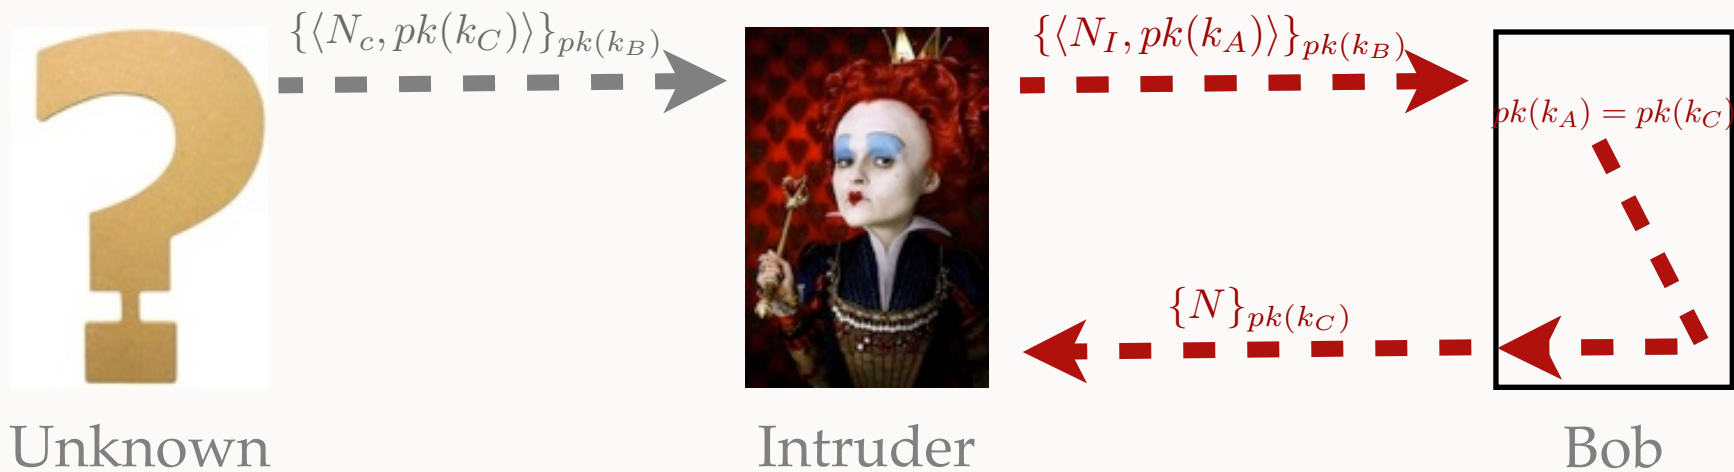 {⟨N_c, pk(k_C)⟩}_{pk(k_B)}
{⟨N_I, pk(k_A)⟩}_{pk(k_B)}
pk(k_A) = pk(k_C)
{N}_{pk(k_C)}
Unknown
Intruder
Bob